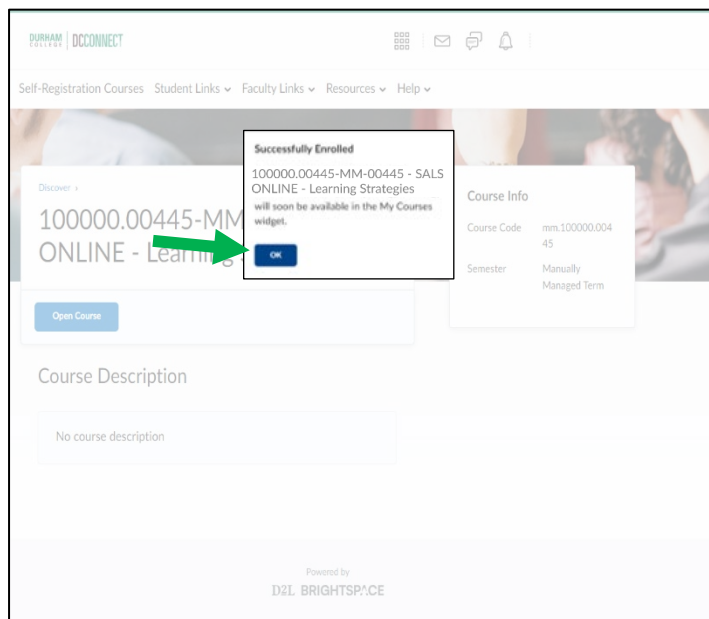 DURHAM COLLEGE DCCONNECT
Self-Registration Courses Student Links Faculty Links Resources Help
Successfully Enrolled
100000.00445-MM-00445 - SALS
ONLINE - Learning Strategies
will soon be available in the My Courses
widget.
OK
Discover ›
100000.00445-MM
ONLINE - Learning S
Open Course
Course Info
Course Code mm.100000.004
45
Semester Manually
Managed Term
Course Description
No course description
Powered by
D2L BRIGHTSPACE